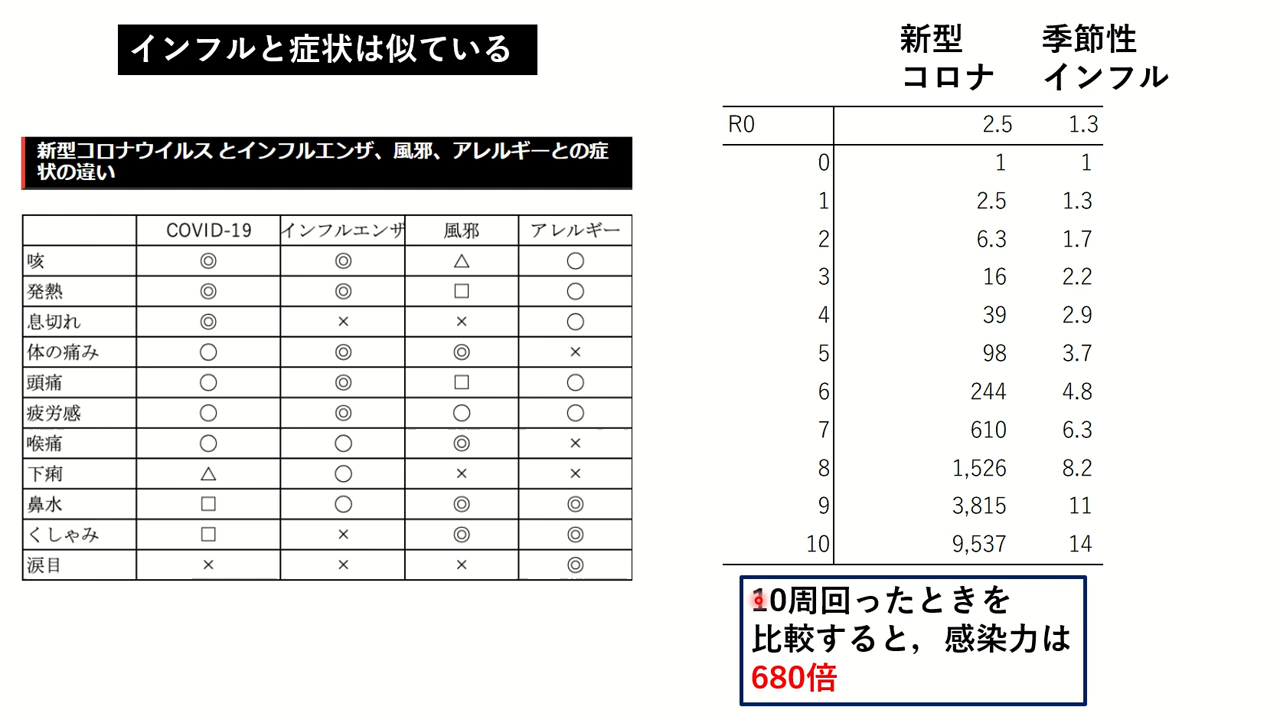 インフルと症状は似ている
新型コロナウイルス とインフルエンザ、風邪、アレルギーとの症
状の違い
COVID-19 インフルエンザ 風邪 アレルギー
咳 ◎ ◎ △ ○
発熱 ◎ ◎ □ ○
息切れ ◎ × × ○
体の痛み ○ ◎ ◎ ×
頭痛 ○ ◎ □ ○
疲労感 ○ ◎ ○ ○
喉痛 ○ ○ ◎ ×
下痢 △ ○ × ×
鼻水 □ ○ ◎ ◎
くしゃみ □ × ◎ ◎
涙目 × × × ◎
新型 季節性
コロナ インフル
R0 2.5 1.3
0 1 1
1 2.5 1.3
2 6.3 1.7
3 16 2.2
4 39 2.9
5 98 3.7
6 244 4.8
7 610 6.3
8 1,526 8.2
9 3,815 11
10 9,537 14
10周回ったときを
比較すると，感染力は
680倍